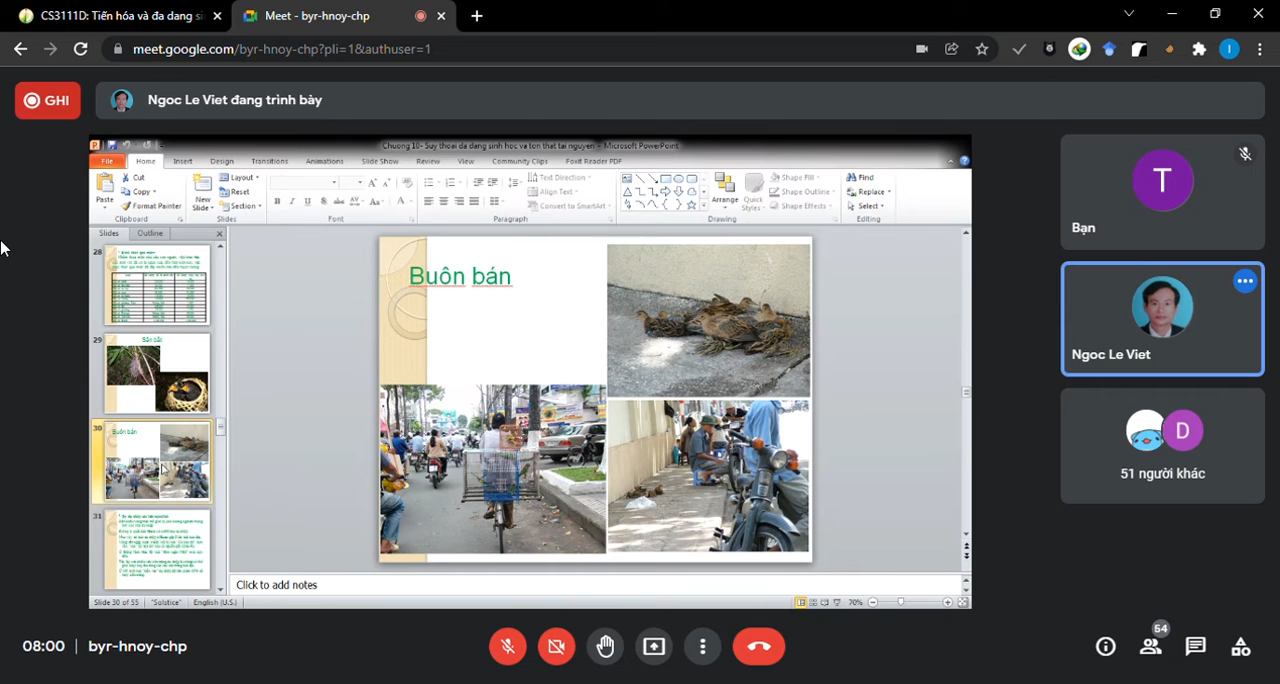 CS3111D: Tiến hóa và đa dạng si
Meet - byr-hnoy-chp
meet.google.com/byr-hnoy-chp?pli=1&authuser=1
I
GHI
Ngoc Le Viet đang trình bày
Chuong 10- Suy thoai da dang sinh hoc va ton that tai nguyen - Microsoft PowerPoint
File Home Insert Design Transitions Animations Slide Show Review View Community Clips Foxit Reader PDF
Paste
Cut
Copy
Format Painter
Clipboard
New Slide
Layout
Reset
Section
Slides
Font
Text Direction
Align Text
Convert to SmartArt
Paragraph
Arrange
Quick Styles
Shape Fill
Shape Outline
Shape Effects
Drawing
Find
Replace
Select
Editing
Slides Outline
28
29
Săn bắt
30
Buôn bán
31
Buôn bán
Click to add notes
Slide 30 of 55 "Solstice" English (U.S.) 70%
T
Bạn
Ngoc Le Viet
D
51 người khác
08:00 | byr-hnoy-chp
54